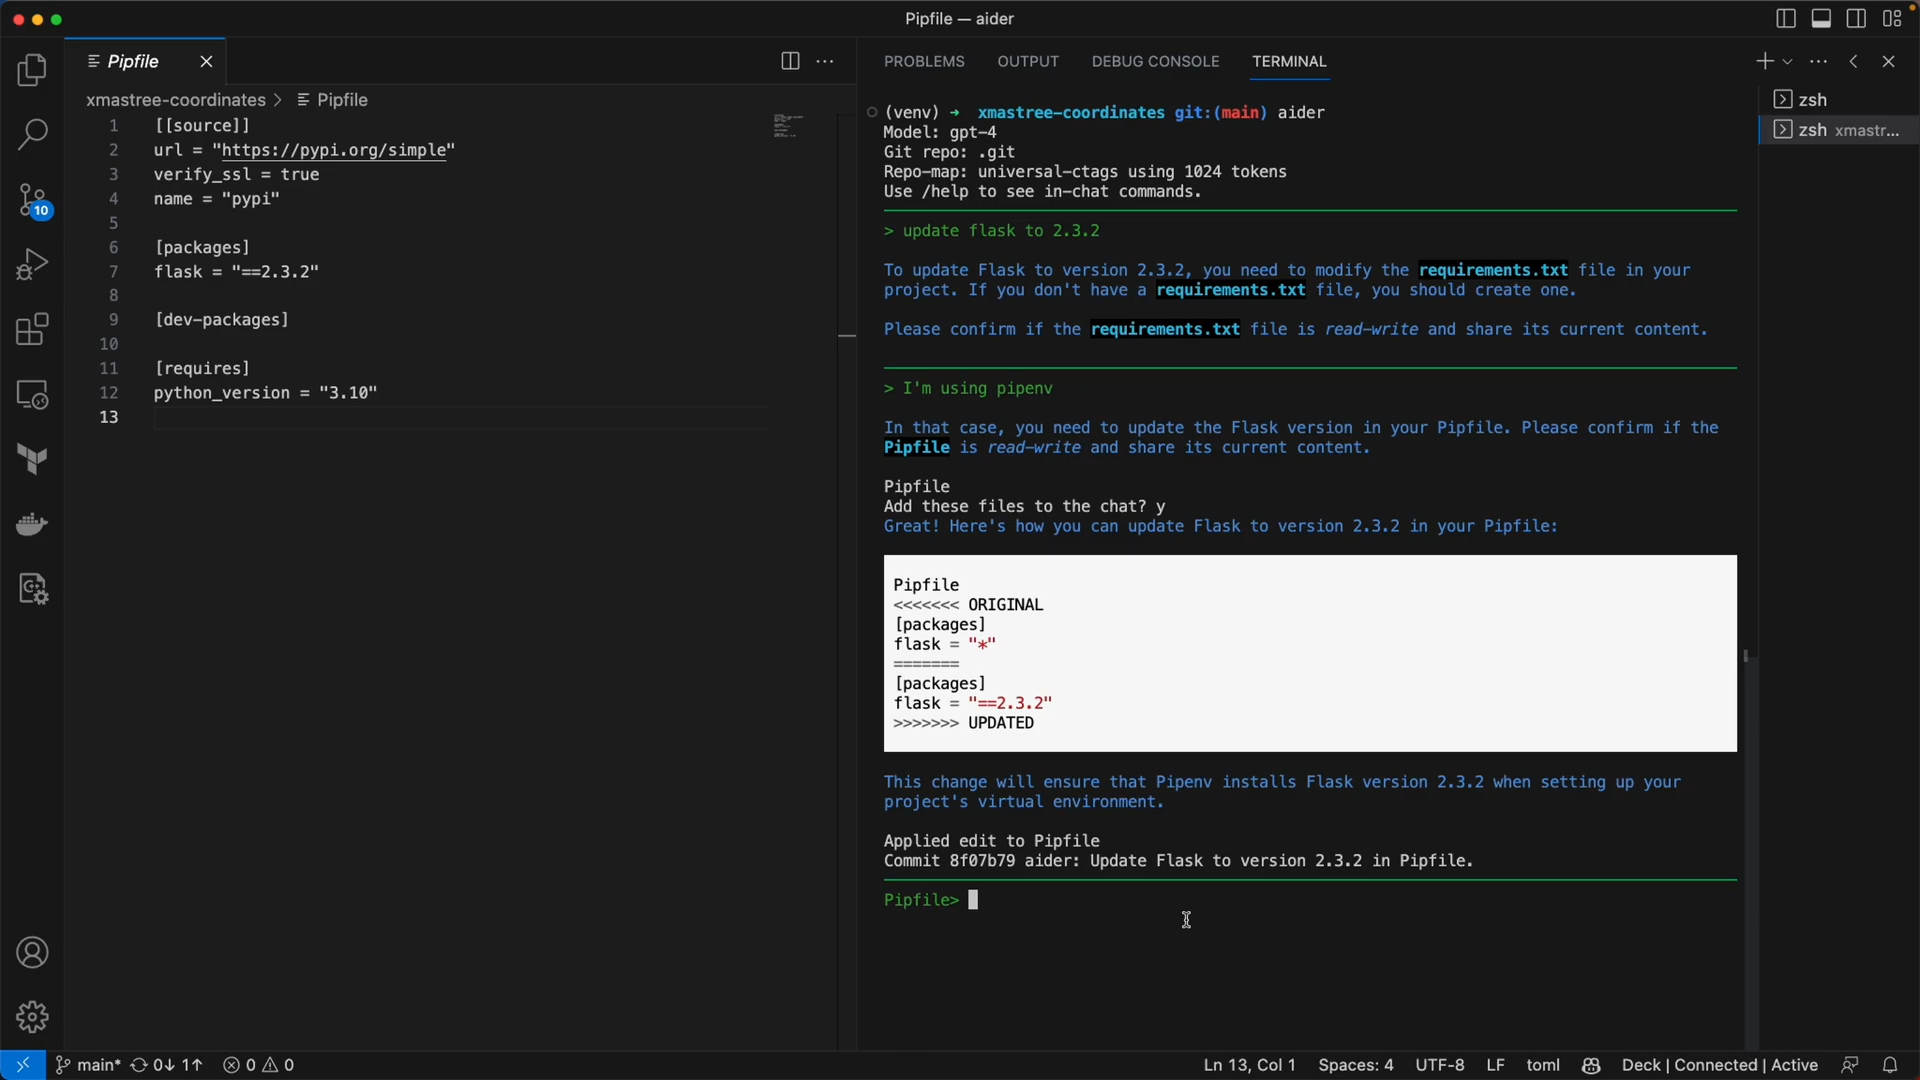 Pipfile — aider
Pipfile
xmastree-coordinates > Pipfile
1 [[source]]
2 url = "https://pypi.org/simple"
3 verify_ssl = true
4 name = "pypi"
5
6 [packages]
7 flask = "==2.3.2"
8
9 [dev-packages]
10
11 [requires]
12 python_version = "3.10"
13
10
PROBLEMS OUTPUT DEBUG CONSOLE TERMINAL
(venv) → xmastree-coordinates git:(main) aider
Model: gpt-4
Git repo: .git
Repo-map: universal-ctags using 1024 tokens
Use /help to see in-chat commands.
> update flask to 2.3.2
To update Flask to version 2.3.2, you need to modify the requirements.txt file in your
project. If you don't have a requirements.txt file, you should create one.
Please confirm if the requirements.txt file is read-write and share its current content.
> I'm using pipenv
In that case, you need to update the Flask version in your Pipfile. Please confirm if the
Pipfile is read-write and share its current content.
Pipfile
Add these files to the chat? y
Great! Here's how you can update Flask to version 2.3.2 in your Pipfile:
Pipfile
<<<<<<< ORIGINAL
[packages]
flask = "*"
=======
[packages]
flask = "==2.3.2"
>>>>>>> UPDATED
This change will ensure that Pipenv installs Flask version 2.3.2 when setting up your
project's virtual environment.
Applied edit to Pipfile
Commit 8f07b79 aider: Update Flask to version 2.3.2 in Pipfile.
Pipfile>
zsh
zsh xmastr...
main* 0↓ 1↑ 0 0
Ln 13, Col 1 Spaces: 4 UTF-8 LF toml Deck | Connected | Active